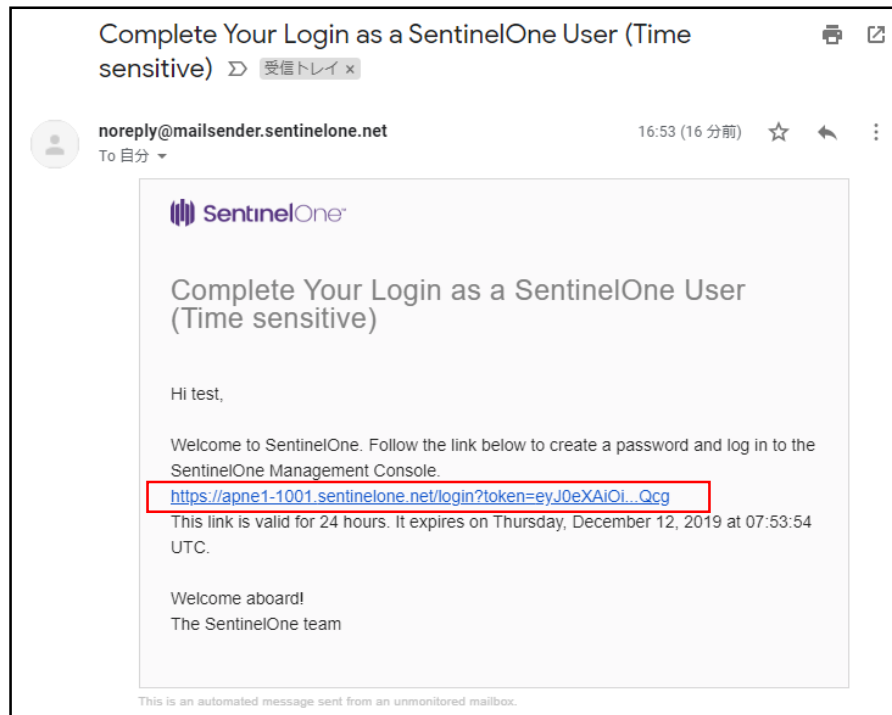 Complete Your Login as a SentinelOne User (Time
sensitive) 受信トレイ ×
noreply@mailsender.sentinelone.net 16:53 (16 分前)
To 自分
SentinelOne
Complete Your Login as a SentinelOne User
(Time sensitive)
Hi test,
Welcome to SentinelOne. Follow the link below to create a password and log in to the
SentinelOne Management Console.
https://apne1-1001.sentinelone.net/login?token=eyJ0eXAiOi...Qcg
This link is valid for 24 hours. It expires on Thursday, December 12, 2019 at 07:53:54
UTC.
Welcome aboard!
The SentinelOne team
This is an automated message sent from an unmonitored mailbox.